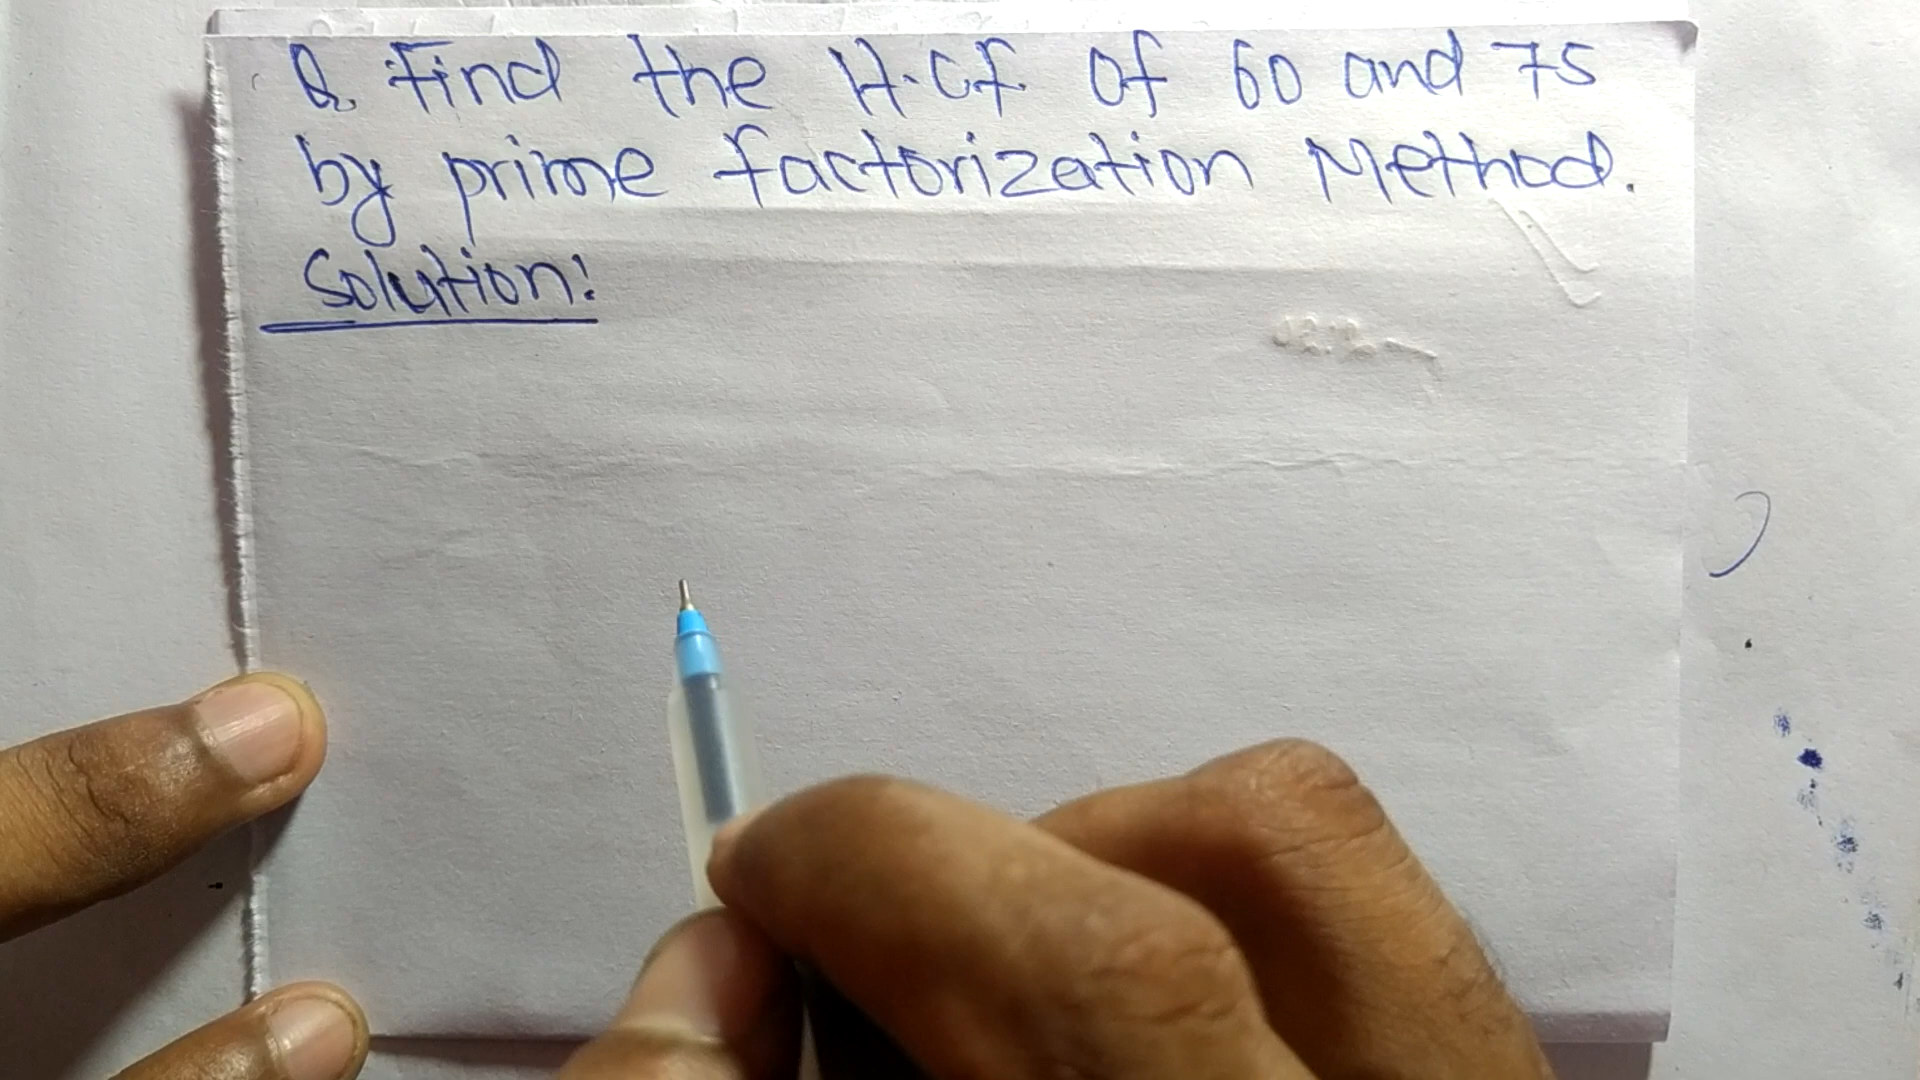 Q. Find the H.C.F. of 60 and 75
by prime factorization Method.
Solution: